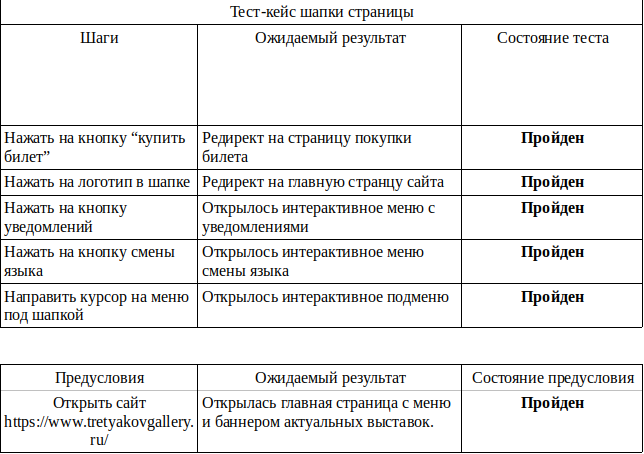 Тест-кейс шапки страницы
Шаги Ожидаемый результат Состояние теста
Нажать на кнопку “купить билет” Редирект на страницу покупки билета Пройден
Нажать на логотип в шапке Редирект на главную странцу сайта Пройден
Нажать на кнопку уведомлений Открылось интерактивное меню с уведомлениями Пройден
Нажать на кнопку смены языка Открылось интерактивное меню смены языка Пройден
Направить курсор на меню под шапкой Открылось интерактивное подменю Пройден
Предусловия Ожидаемый результат Состояние предусловия
Открыть сайт https://www.tretyakovgallery.ru/ Открылась главная страница с меню и баннером актуальных выставок. Пройден